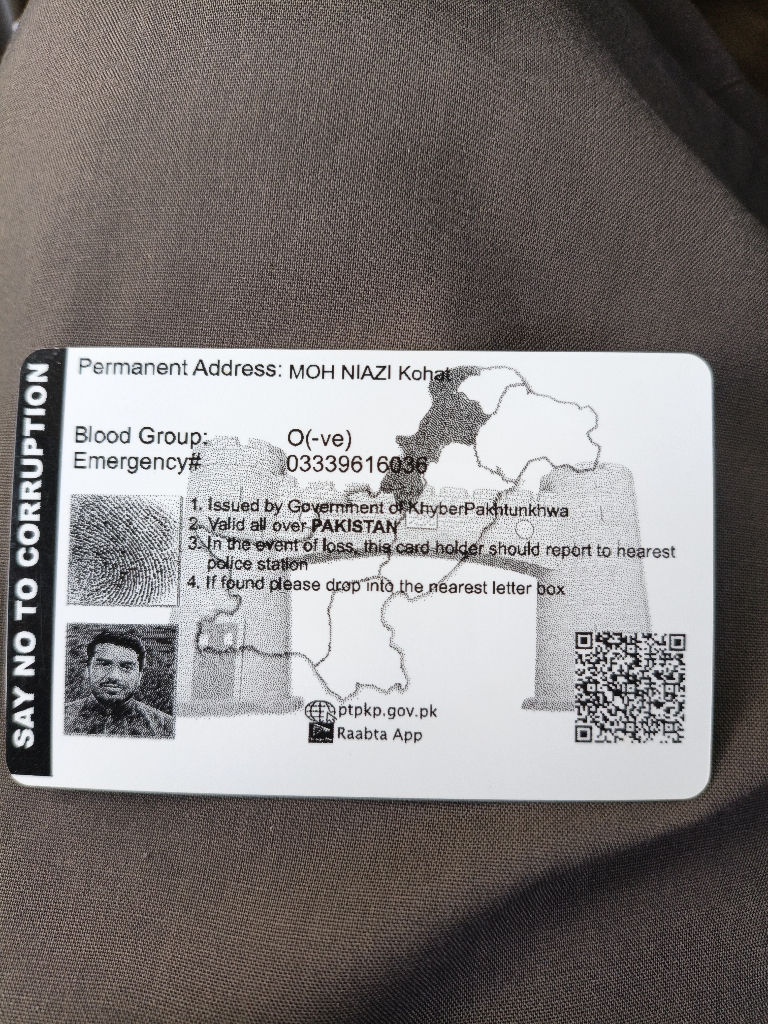 SAY NO TO CORRUPTION
Permanent Address: MOH NIAZI Kohat
Blood Group: O(-ve)
Emergency# 03339616036
1. Issued by Government of KhyberPakhtunkhwa
2. Valid all over PAKISTAN
3. In the event of loss, this card holder should report to nearest
police station
4. If found please drop into the nearest letter box
ptpkp.gov.pk
Raabta App